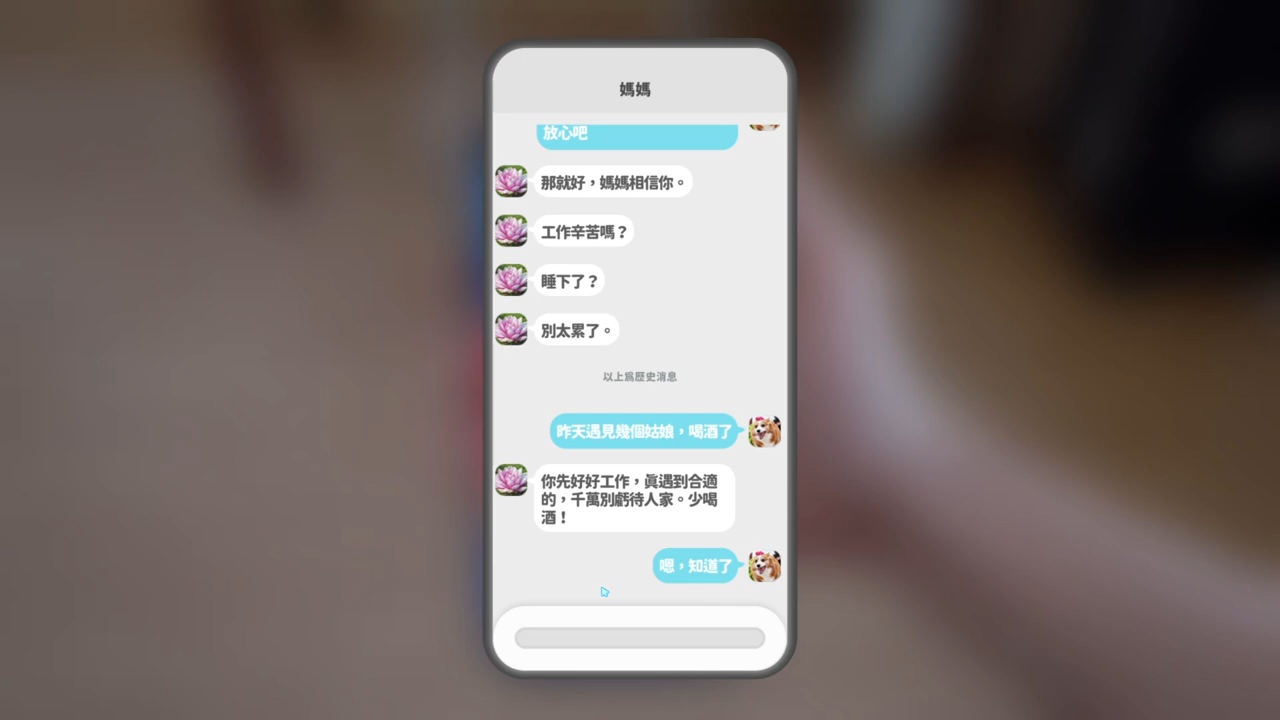 媽媽
放心吧
那就好，媽媽相信你。
工作辛苦嗎？
睡下了？
別太累了。
以上爲歷史消息
昨天遇見幾個姑娘，喝酒了
你先好好工作，眞遇到合適
的，千萬別虧待人家。少喝
酒！
嗯，知道了